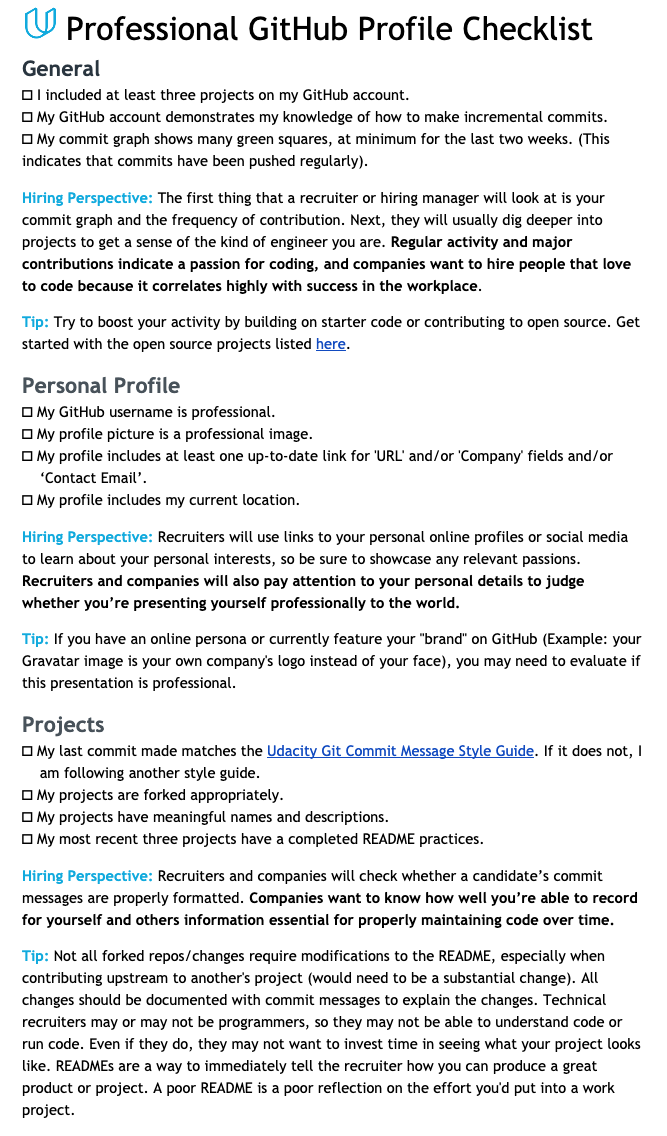 Professional GitHub Profile Checklist
General
☐ I included at least three projects on my GitHub account.
☐ My GitHub account demonstrates my knowledge of how to make incremental commits.
☐ My commit graph shows many green squares, at minimum for the last two weeks. (This
indicates that commits have been pushed regularly).
Hiring Perspective: The first thing that a recruiter or hiring manager will look at is your
commit graph and the frequency of contribution. Next, they will usually dig deeper into
projects to get a sense of the kind of engineer you are. Regular activity and major
contributions indicate a passion for coding, and companies want to hire people that love
to code because it correlates highly with success in the workplace.
Tip: Try to boost your activity by building on starter code or contributing to open source. Get
started with the open source projects listed here.
Personal Profile
☐ My GitHub username is professional.
☐ My profile picture is a professional image.
☐ My profile includes at least one up-to-date link for 'URL' and/or 'Company' fields and/or
‘Contact Email’.
☐ My profile includes my current location.
Hiring Perspective: Recruiters will use links to your personal online profiles or social media
to learn about your personal interests, so be sure to showcase any relevant passions.
Recruiters and companies will also pay attention to your personal details to judge
whether you’re presenting yourself professionally to the world.
Tip: If you have an online persona or currently feature your "brand" on GitHub (Example: your
Gravatar image is your own company's logo instead of your face), you may need to evaluate if
this presentation is professional.
Projects
☐ My last commit made matches the Udacity Git Commit Message Style Guide. If it does not, I
am following another style guide.
☐ My projects are forked appropriately.
☐ My projects have meaningful names and descriptions.
☐ My most recent three projects have a completed README practices.
Hiring Perspective: Recruiters and companies will check whether a candidate’s commit
messages are properly formatted. Companies want to know how well you’re able to record
for yourself and others information essential for properly maintaining code over time.
Tip: Not all forked repos/changes require modifications to the README, especially when
contributing upstream to another's project (would need to be a substantial change). All
changes should be documented with commit messages to explain the changes. Technical
recruiters may or may not be programmers, so they may not be able to understand code or
run code. Even if they do, they may not want to invest time in seeing what your project looks
like. READMEs are a way to immediately tell the recruiter how you can produce a great
product or project. A poor README is a poor reflection on the effort you'd put into a work
project.